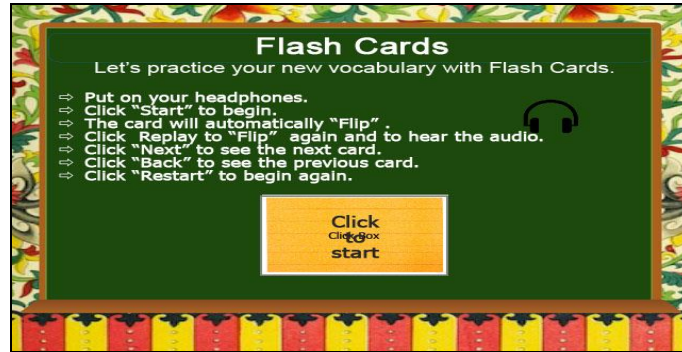 Flash Cards
Let's practice your new vocabulary with Flash Cards.
⇨ Put on your headphones.
⇨ Click "Start" to begin.
⇨ The card will automatically "Flip" .
⇨ Click Replay to "Flip" again and to hear the audio.
⇨ Click "Next" to see the next card.
⇨ Click "Back" to see the previous card.
⇨ Click "Restart" to begin again.
Click
Click Box
to
start